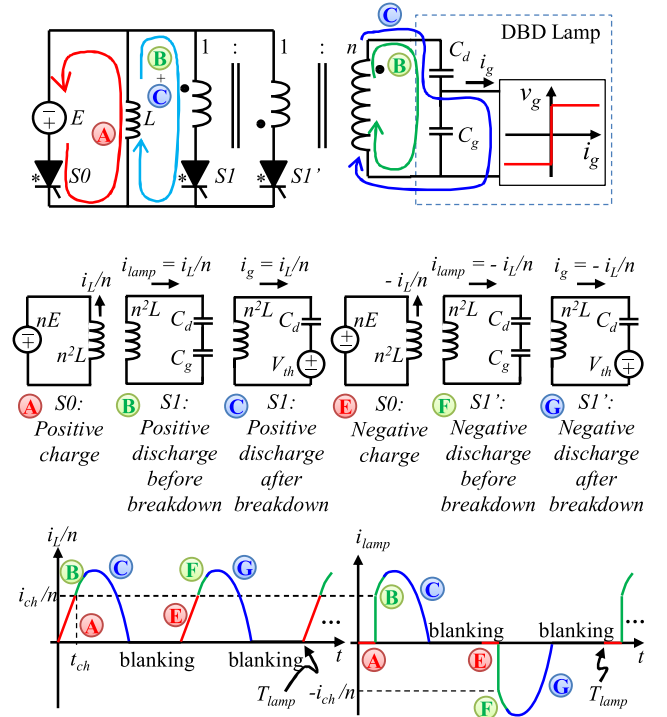 C
DBD Lamp
1 : 1 : n
B + C
B
C_d
i_g
E
A
L
v_g
C_g
i_g
* S0
* S1
* S1’
i_L/n
i_lamp = i_L/n
i_g = i_L/n
- i_L/n
i_lamp = - i_L/n
i_g = - i_L/n
nE
n²L
n²L
C_d
C_g
n²L
C_d
V_th
nE
n²L
n²L
C_d
C_g
n²L
C_d
V_th
A S0: Positive charge
B S1: Positive discharge before breakdown
C S1: Positive discharge after breakdown
E S0: Negative charge
F S1’: Negative discharge before breakdown
G S1’: Negative discharge after breakdown
i_L/n
i_lamp
B
C
F
G
i_ch/n
A
E
...
blanking
blanking
t_ch
t
T_lamp
B
C
blanking
blanking
...
A
E
t
-i_ch/n
F
G
T_lamp